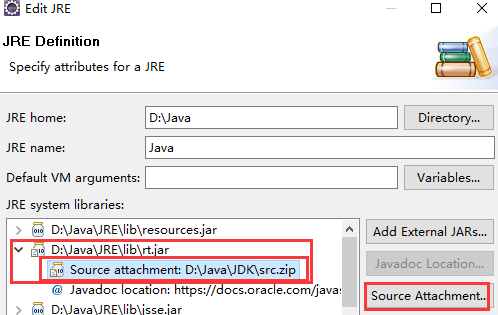 Edit JRE
JRE Definition
Specify attributes for a JRE
JRE home:
D:\Java
Directory...
JRE name:
Java
Default VM arguments:
Variables...
JRE system libraries:
D:\Java\JRE\lib\resources.jar
Add External JARs...
D:\Java\JRE\lib\rt.jar
Source attachment: D:\Java\JDK\src.zip
Javadoc Location...
Javadoc location: https://docs.oracle.com/javas
Source Attachment..
D:\Java\JRE\lib\jsse.jar